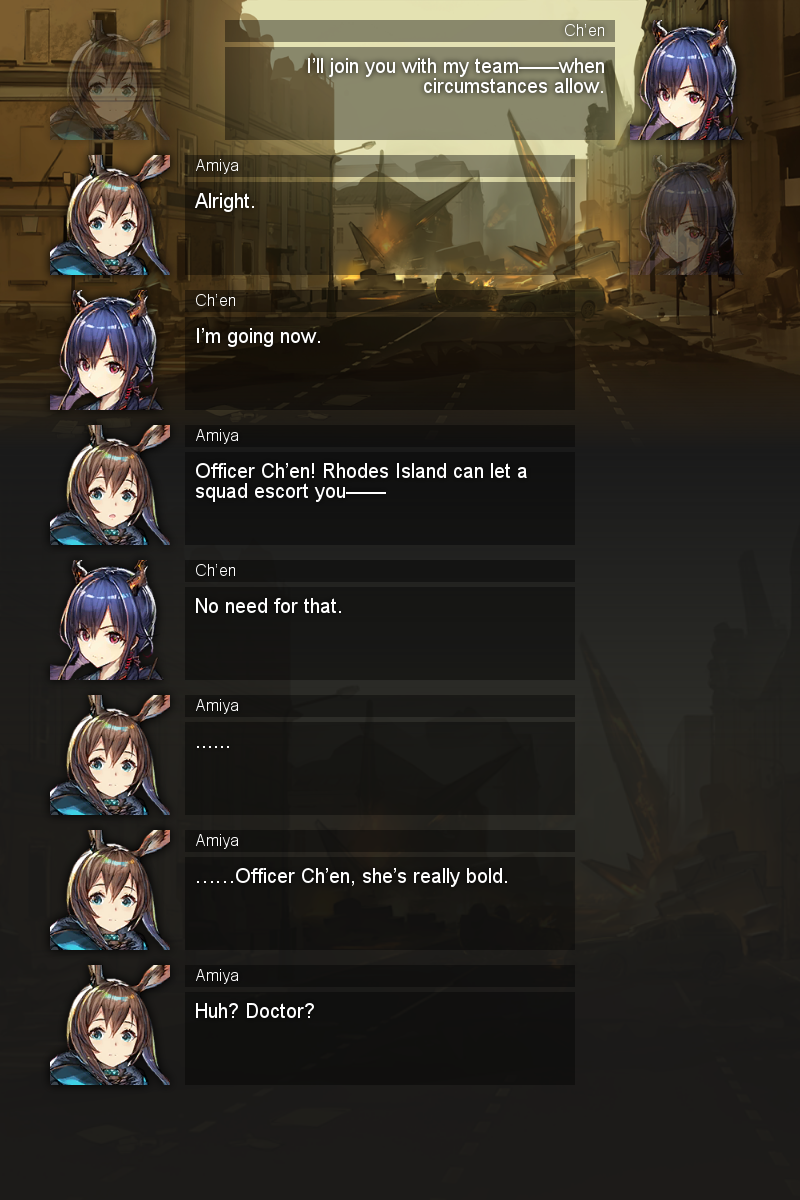 Ch'en
I'll join you with my team——when
circumstances allow.
Amiya
Alright.
Ch'en
I'm going now.
Amiya
Officer Ch'en! Rhodes Island can let a
squad escort you——
Ch'en
No need for that.
Amiya
……
Amiya
……Officer Ch'en, she's really bold.
Amiya
Huh? Doctor?